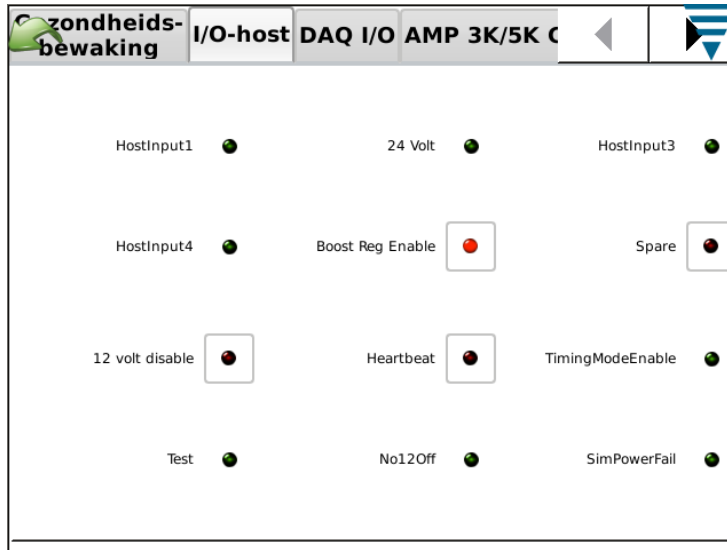 Gezondheids-
bewaking
I/O-host
DAQ I/O
AMP 3K/5K
HostInput1
24 Volt
HostInput3
HostInput4
Boost Reg Enable
Spare
12 volt disable
Heartbeat
TimingModeEnable
Test
No12Off
SimPowerFail